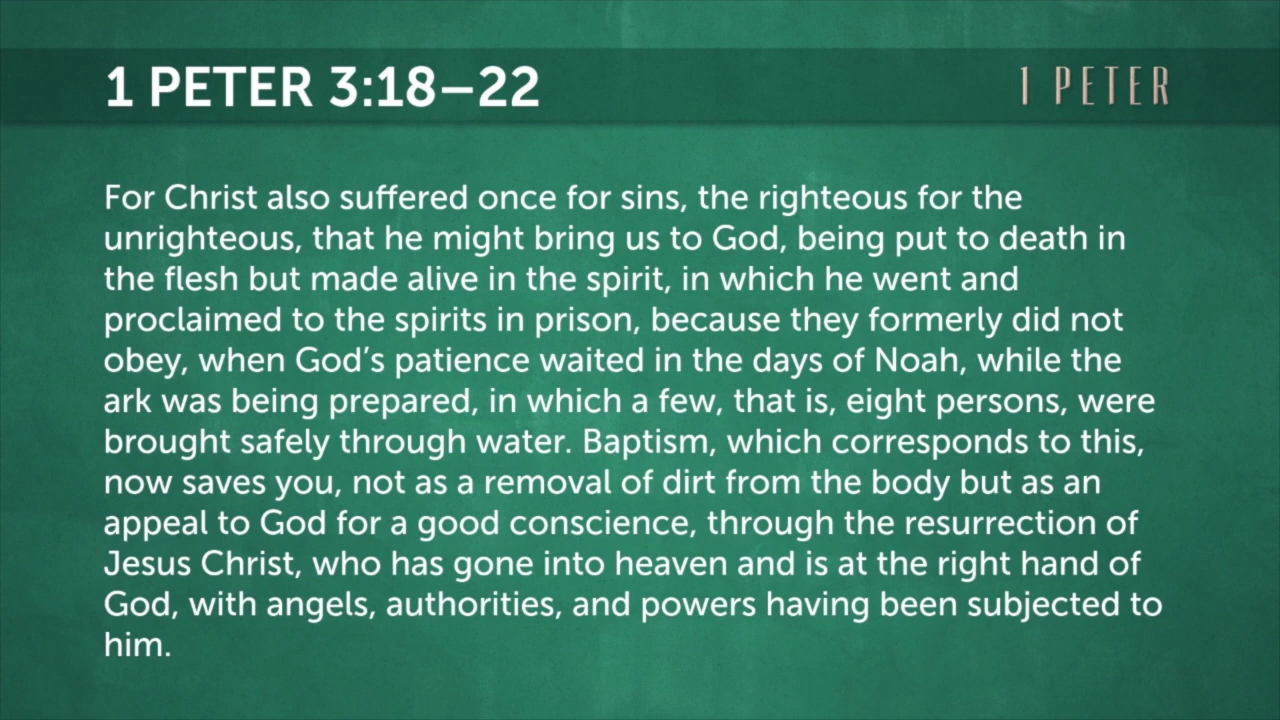 1 PETER 3:18–22
1 PETER
For Christ also suffered once for sins, the righteous for the
unrighteous, that he might bring us to God, being put to death in
the flesh but made alive in the spirit, in which he went and
proclaimed to the spirits in prison, because they formerly did not
obey, when God’s patience waited in the days of Noah, while the
ark was being prepared, in which a few, that is, eight persons, were
brought safely through water. Baptism, which corresponds to this,
now saves you, not as a removal of dirt from the body but as an
appeal to God for a good conscience, through the resurrection of
Jesus Christ, who has gone into heaven and is at the right hand of
God, with angels, authorities, and powers having been subjected to
him.